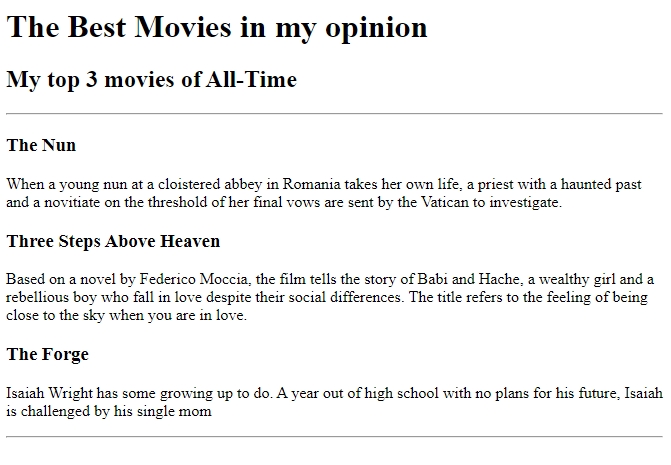 The Best Movies in my opinion
My top 3 movies of All-Time
The Nun
When a young nun at a cloistered abbey in Romania takes her own life, a priest with a haunted past
and a novitiate on the threshold of her final vows are sent by the Vatican to investigate.
Three Steps Above Heaven
Based on a novel by Federico Moccia, the film tells the story of Babi and Hache, a wealthy girl and a
rebellious boy who fall in love despite their social differences. The title refers to the feeling of being
close to the sky when you are in love.
The Forge
Isaiah Wright has some growing up to do. A year out of high school with no plans for his future, Isaiah
is challenged by his single mom